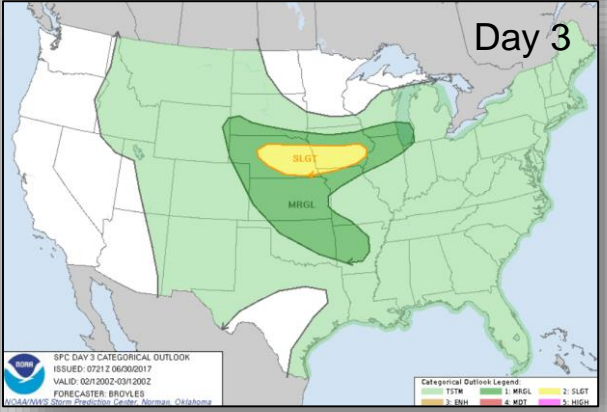 Day 3
SLGT
MRGL
NOAA
SPC DAY 3 CATEGORICAL OUTLOOK
ISSUED: 0721Z 06/30/2017
VALID: 02/1200Z-03/1200Z
FORECASTER: BROYLES
NOAA/NWS Storm Prediction Center, Norman, Oklahoma
Categorical Outlook Legend:
TSTM 1: MRGL 2: SLGT
3: ENH 4: MDT 5: HIGH